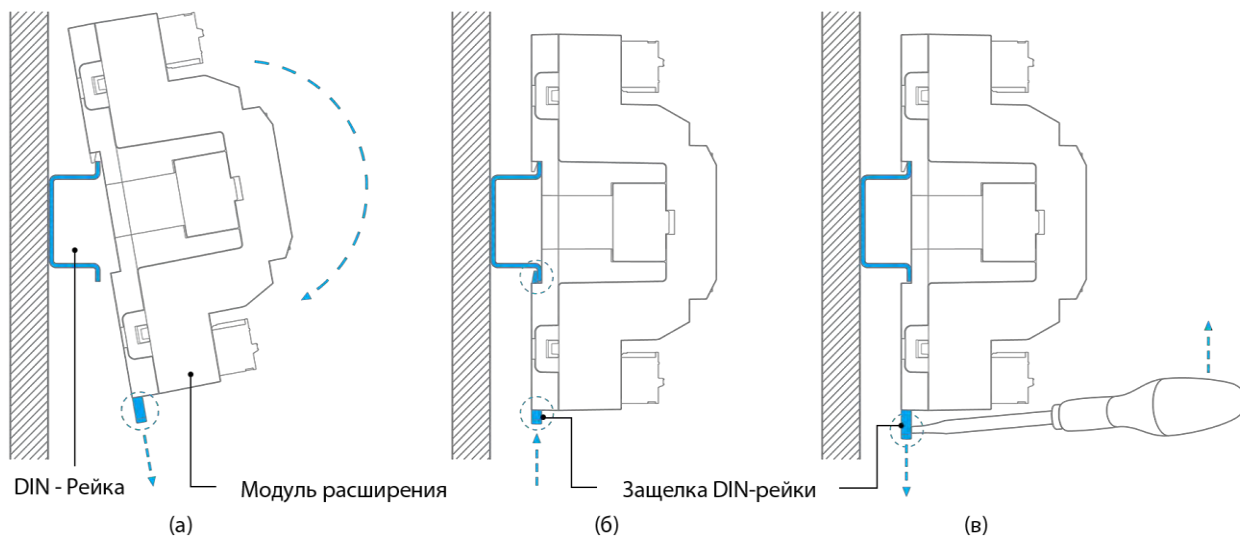 DIN - Рейка
Модуль расширения
Защелка DIN-рейки
(а)
(б)
(в)